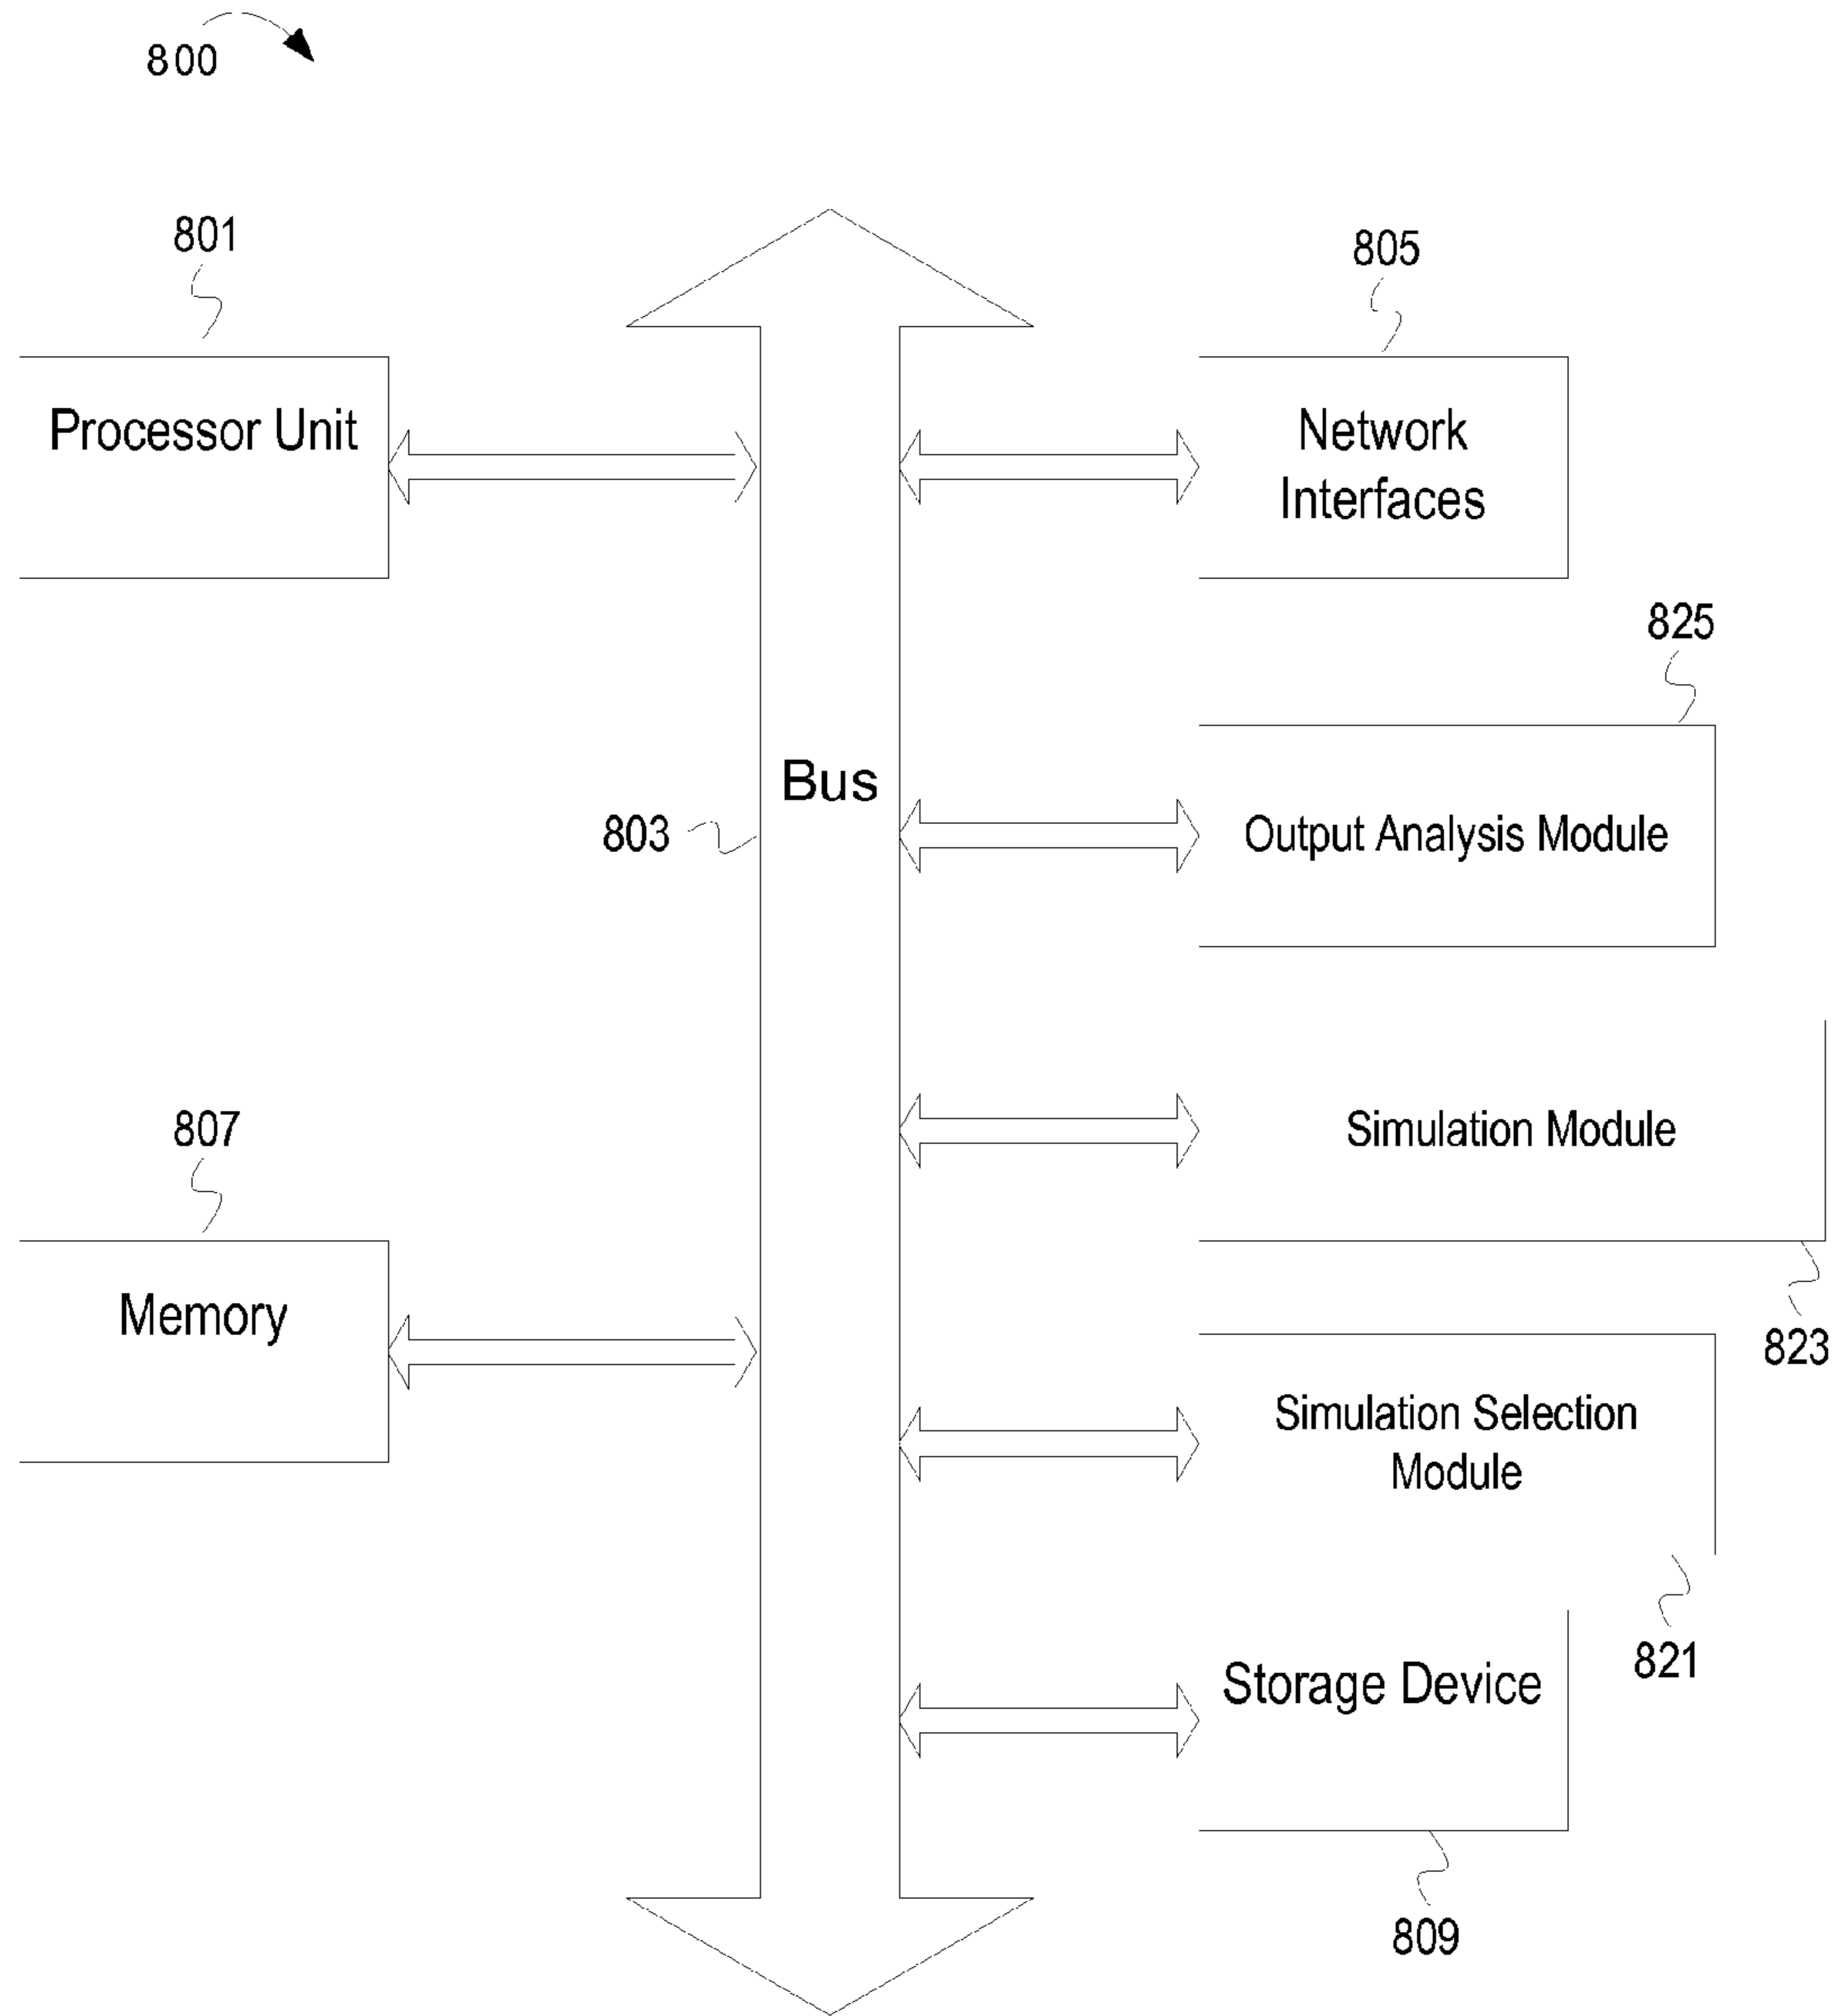 800
801
805
Processor Unit
Network
Interfaces
825
Bus
803
Output Analysis Module
807
Simulation Module
Memory
823
Simulation Selection
Module
821
Storage Device
809